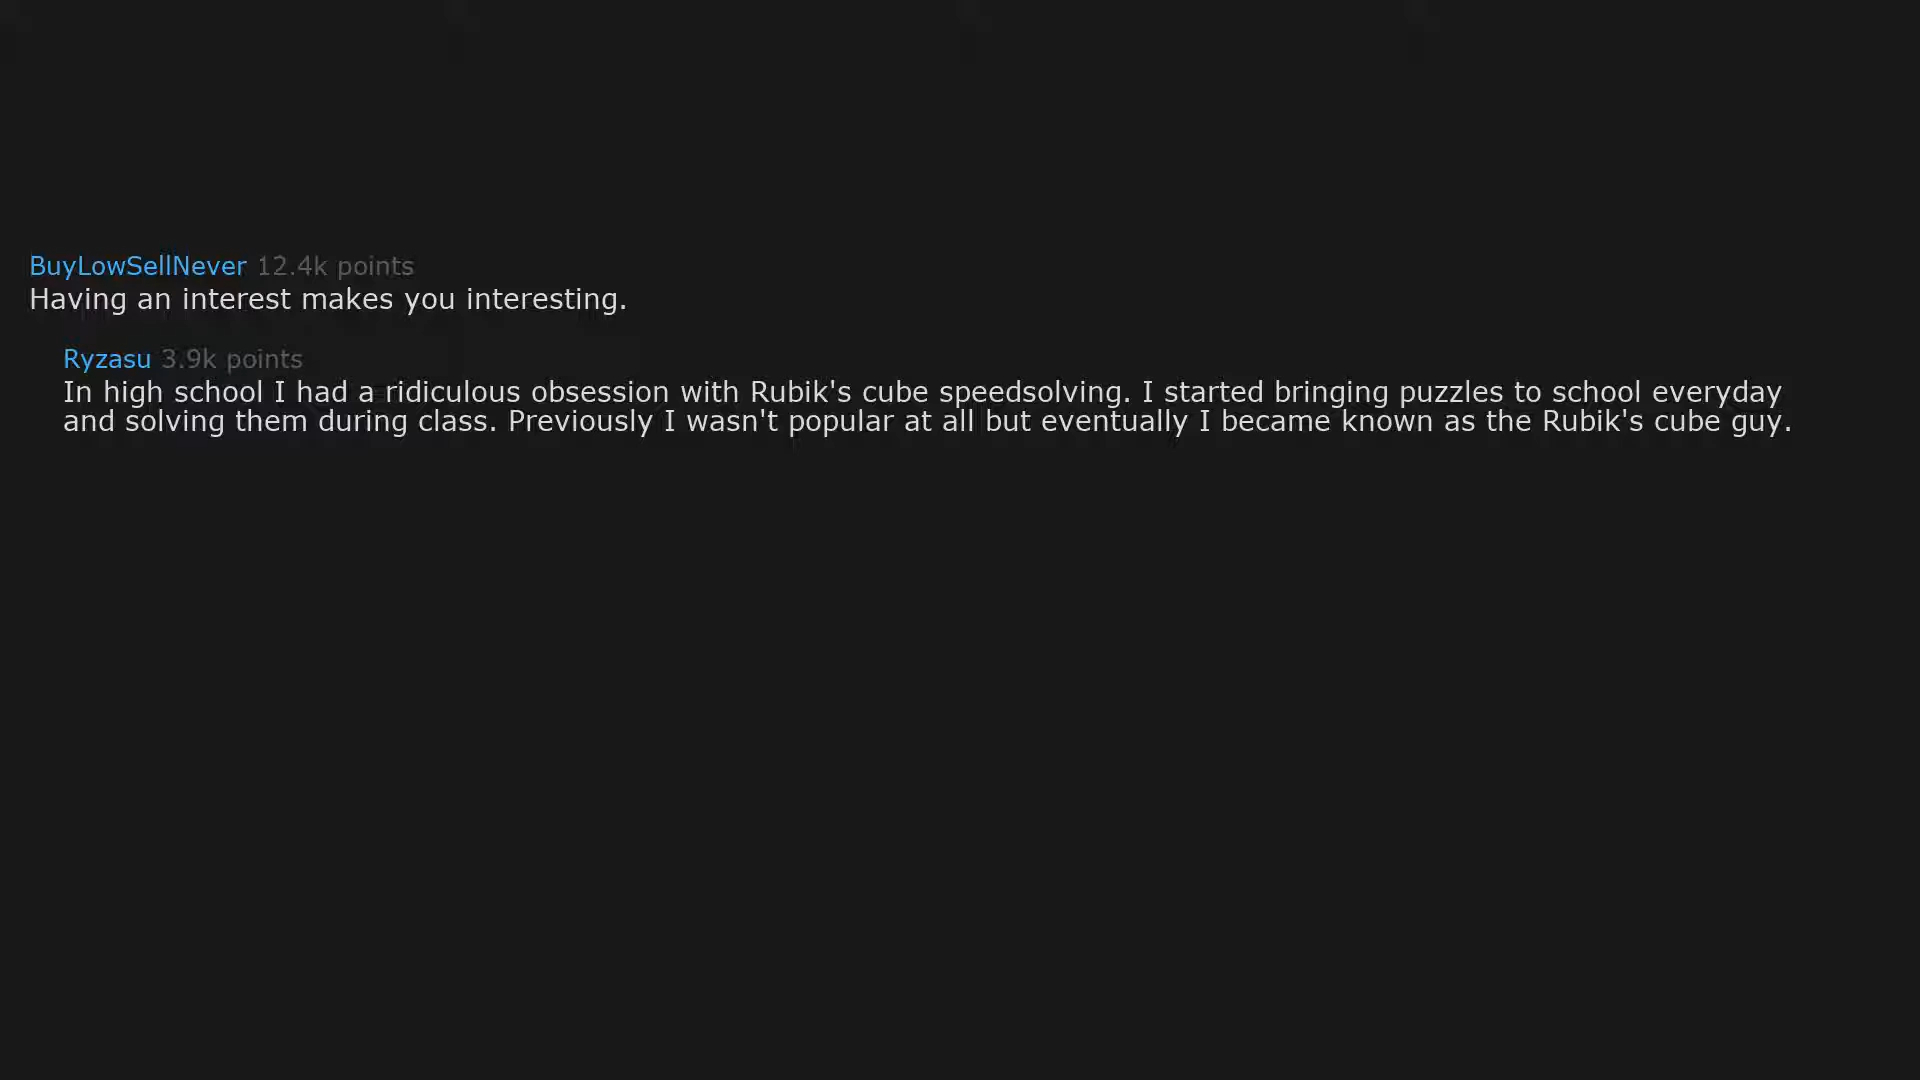 BuyLowSellNever 12.4k points
Having an interest makes you interesting.
Ryzasu 3.9k points
In high school I had a ridiculous obsession with Rubik's cube speedsolving. I started bringing puzzles to school everyday
and solving them during class. Previously I wasn't popular at all but eventually I became known as the Rubik's cube guy.